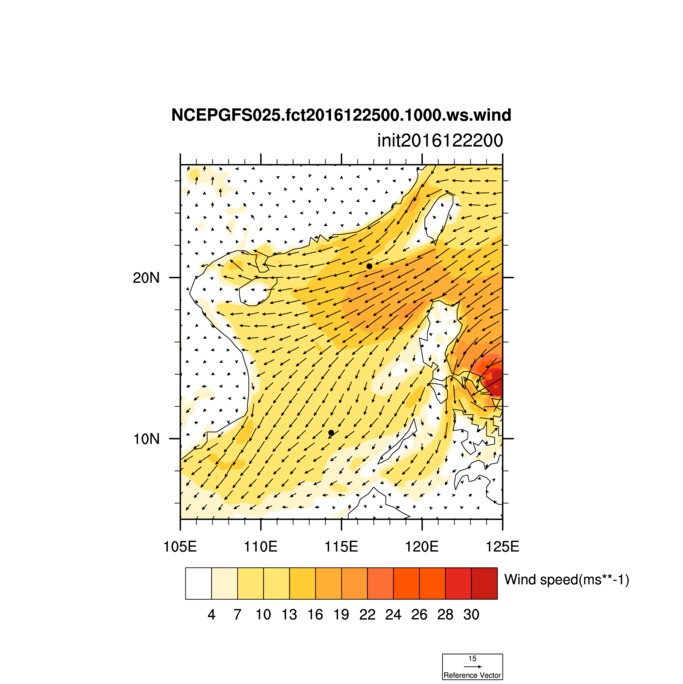 NCEPGFS025.fct2016122500.1000.ws.wind
init2016122200
20N
10N
105E 110E 115E 120E 125E
Wind speed(ms**-1)
4 7 10 13 16 19 22 24 26 28 30
15
Reference Vector